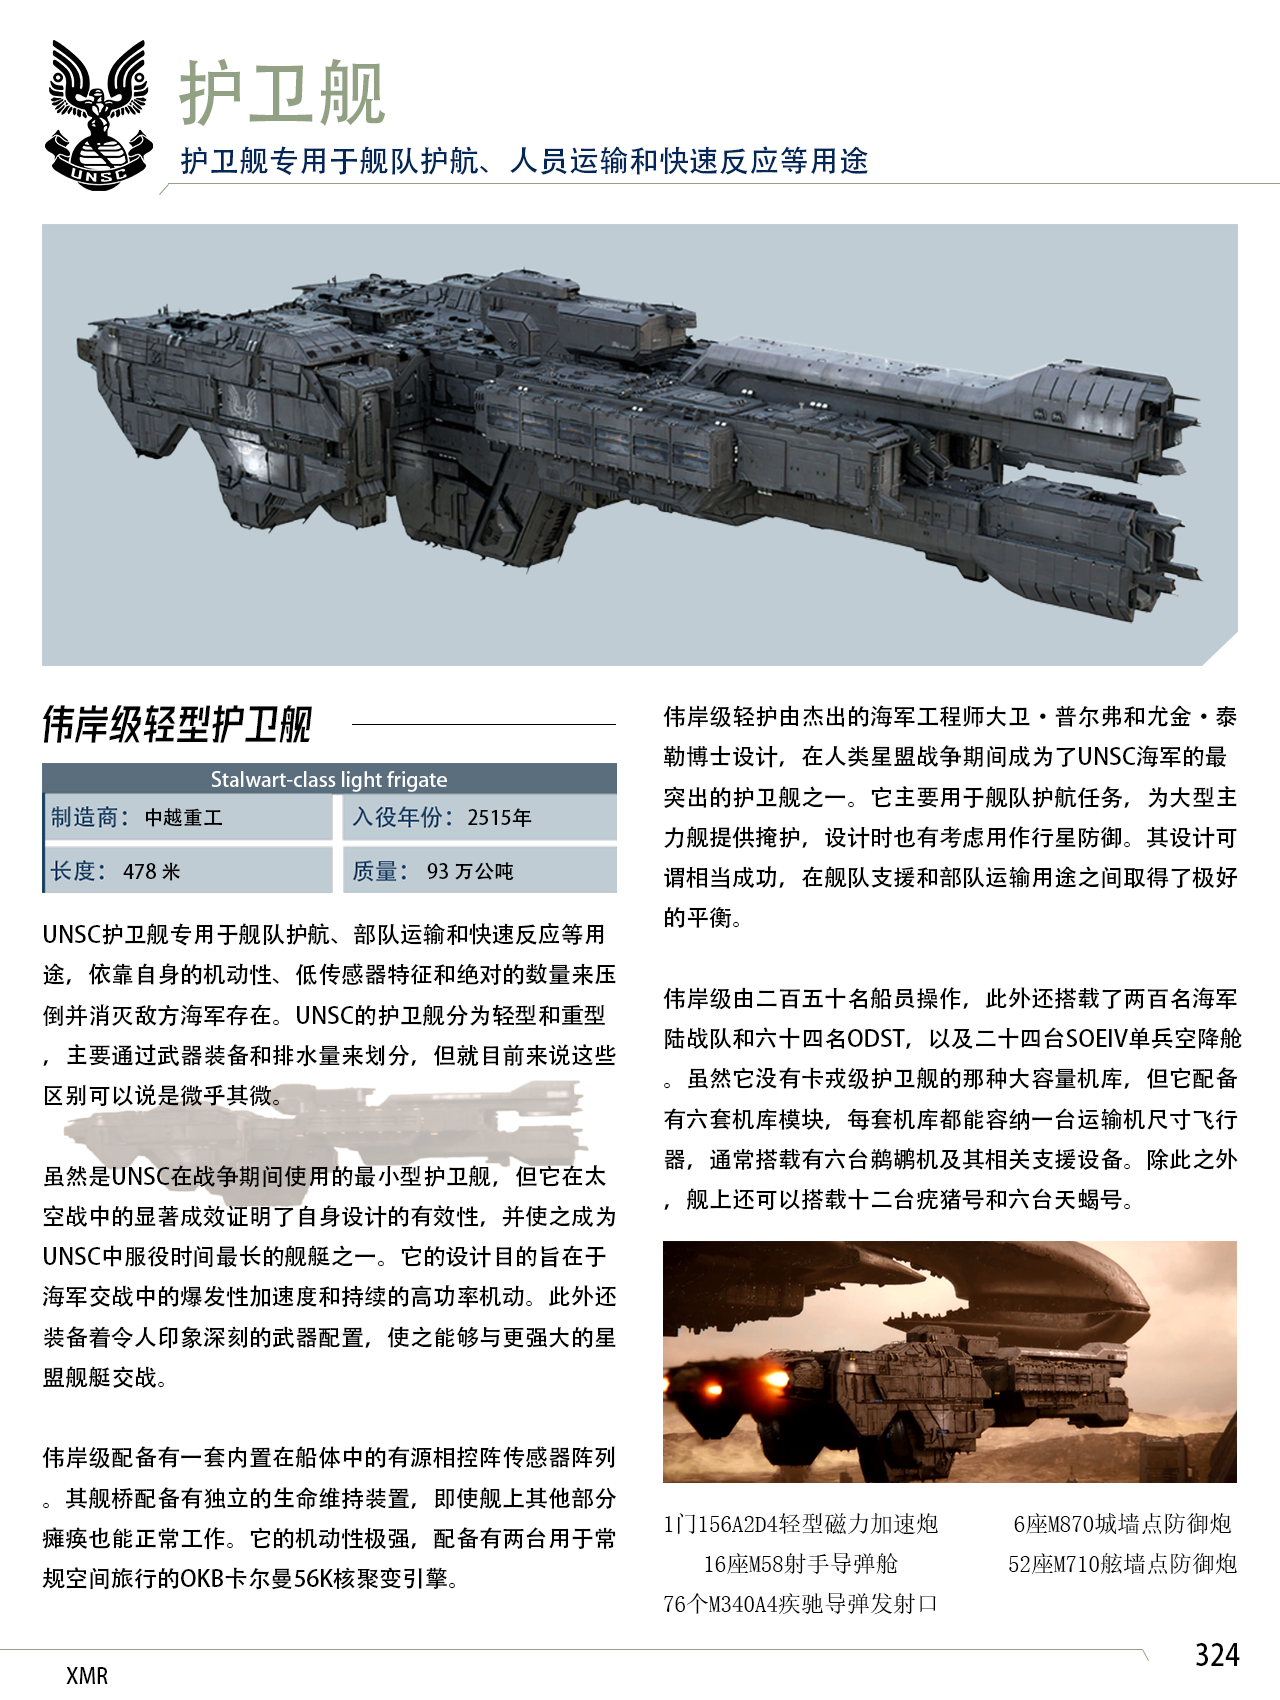 UNSC
护卫舰
护卫舰专用于舰队护航、人员运输和快速反应等用途
伟岸级轻型护卫舰
Stalwart-class light frigate
制造商：中越重工
入役年份：2515年
长度： 478 米
质量： 93 万公吨
UNSC护卫舰专用于舰队护航、部队运输和快速反应等用
途，依靠自身的机动性、低传感器特征和绝对的数量来压
倒并消灭敌方海军存在。UNSC的护卫舰分为轻型和重型
，主要通过武器装备和排水量来划分，但就目前来说这些
区别可以说是微乎其微。
虽然是UNSC在战争期间使用的最小型护卫舰，但它在太
空战中的显著成效证明了自身设计的有效性，并使之成为
UNSC中服役时间最长的舰艇之一。它的设计目的旨在于
海军交战中的爆发性加速度和持续的高功率机动。此外还
装备着令人印象深刻的武器配置，使之能够与更强大的星
盟舰艇交战。
伟岸级配备有一套内置在船体中的有源相控阵传感器阵列
。其舰桥配备有独立的生命维持装置，即使舰上其他部分
瘫痪也能正常工作。它的机动性极强，配备有两台用于常
规空间旅行的OKB卡尔曼56K核聚变引擎。
伟岸级轻护由杰出的海军工程师大卫·普尔弗和尤金·泰
勒博士设计，在人类星盟战争期间成为了UNSC海军的最
突出的护卫舰之一。它主要用于舰队护航任务，为大型主
力舰提供掩护，设计时也有考虑用作行星防御。其设计可
谓相当成功，在舰队支援和部队运输用途之间取得了极好
的平衡。
伟岸级由二百五十名船员操作，此外还搭载了两百名海军
陆战队和六十四名ODST，以及二十四台SOEIV单兵空降舱
。虽然它没有卡戎级护卫舰的那种大容量机库，但它配备
有六套机库模块，每套机库都能容纳一台运输机尺寸飞行
器，通常搭载有六台鹈鹕机及其相关支援设备。除此之外
，舰上还可以搭载十二台疣猪号和六台天蝎号。
1门156A2D4轻型磁力加速炮
16座M58射手导弹舱
76个M340A4疾驰导弹发射口
6座M870城墙点防御炮
52座M710舷墙点防御炮
324
XMR